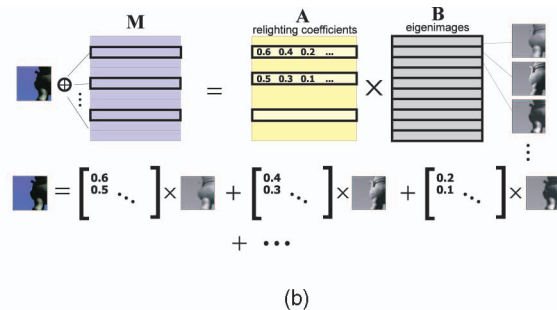 M
A
B
relighting coefficients
eigenimages
0.6 0.4 0.2 ...
0.5 0.3 0.1 ...
⊕
⋮
= ×
⋮
= [ 0.6 0.5 ⋱ ] × + [ 0.4 0.3 ⋱ ] × + [ 0.2 0.1 ⋱ ] ×
+ •••
(b)